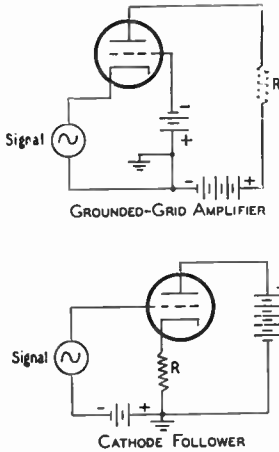 R
-
+
Signal
- +
GROUNDED-GRID AMPLIFIER
+
Signal
R
- +
CATHODE FOLLOWER